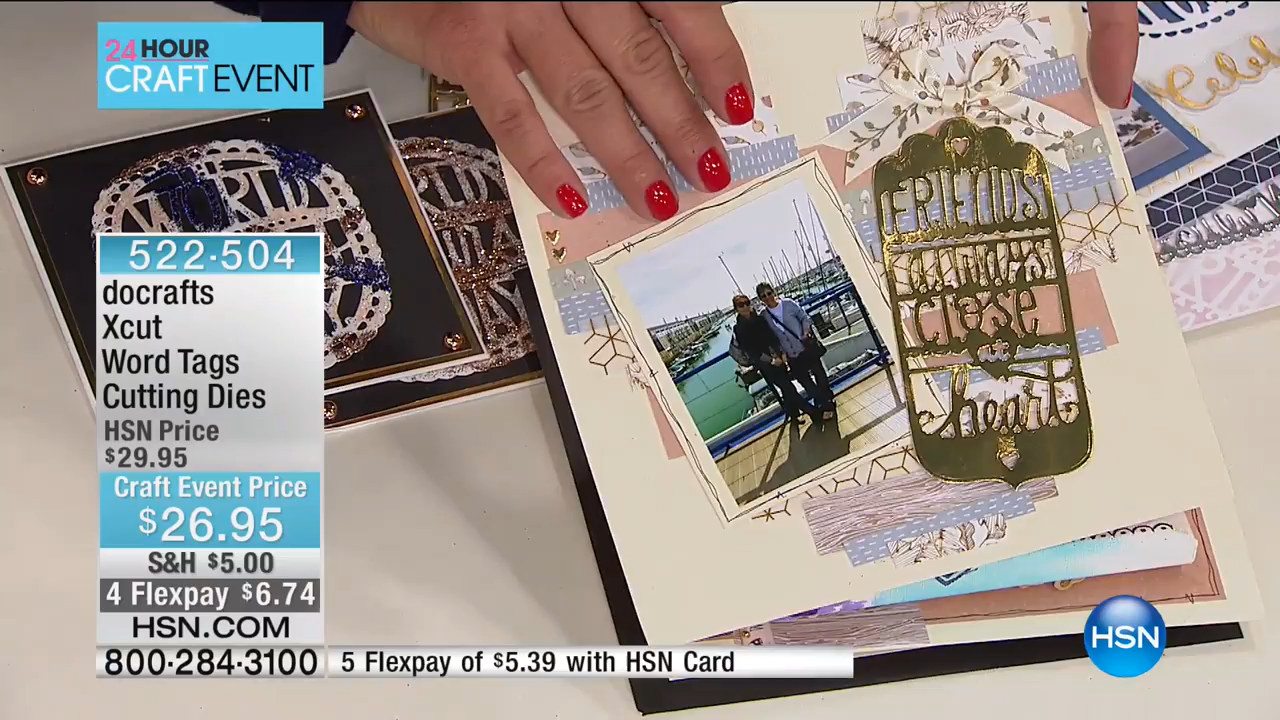 24 HOUR
CRAFT EVENT
522-504
docrafts
Xcut
Word Tags
Cutting Dies
HSN Price
$29.95
Craft Event Price
$26.95
S&H $5.00
4 Flexpay $6.74
HSN.COM
800-284-3100
5 Flexpay of $5.39 with HSN Card
HSN
WORLD
FRIENDS
always
close
at
heart